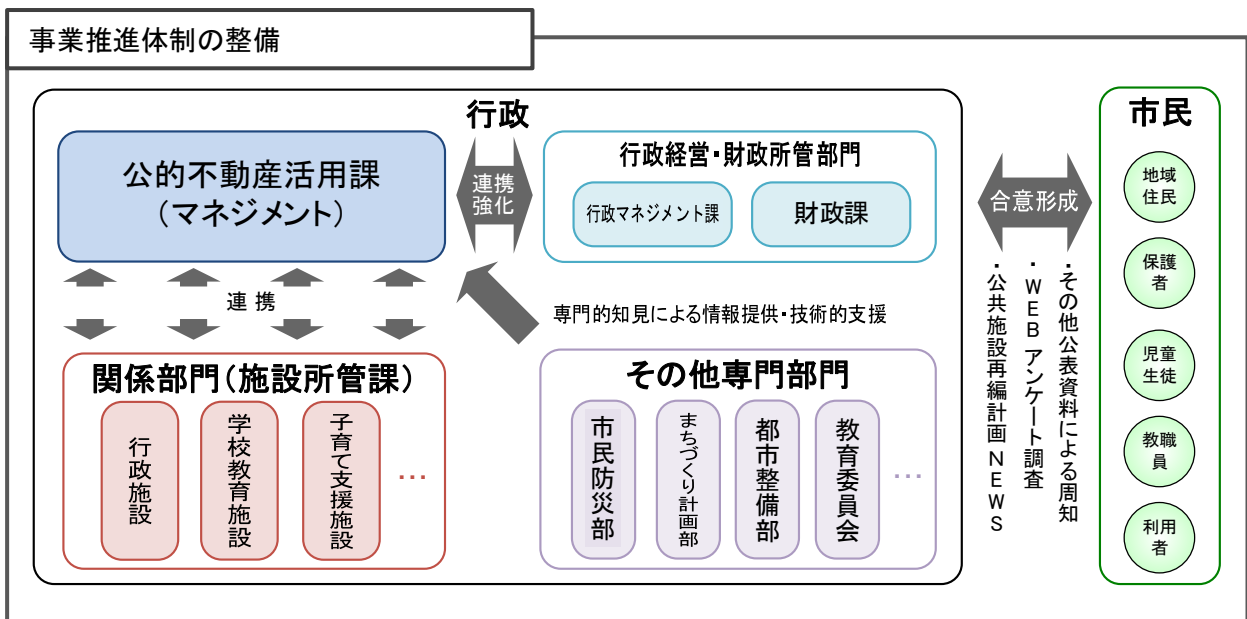 事業推進体制の整備
行政
公的不動産活用課
（マネジメント）
連携
強化
行政経営・財政所管部門
行政マネジメント課
財政課
連 携
専門的知見による情報提供・技術的支援
関係部門（施設所管課）
行政施設
学校教育施設
子育て支援施設
…
その他専門部門
市民防災部
まちづくり計画部
都市整備部
教育委員会
…
合意形成
・その他公表資料による周知
・WEB アンケート調査
・公共施設再編計画 NEWS
市民
地域
住民
保護
者
児童
生徒
教職
員
利用
者